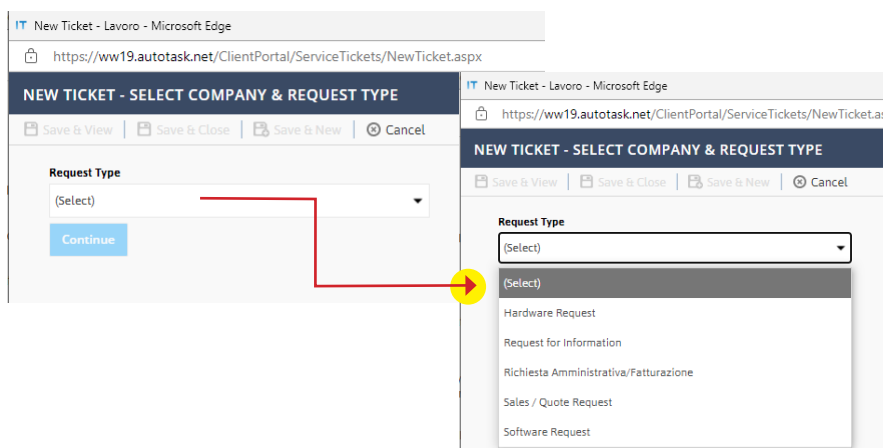 IT New Ticket - Lavoro - Microsoft Edge
https://ww19.autotask.net/ClientPortal/ServiceTickets/NewTicket.aspx
NEW TICKET - SELECT COMPANY & REQUEST TYPE
Save & View Save & Close Save & New Cancel
Request Type
(Select)
Continue
IT New Ticket - Lavoro - Microsoft Edge
https://ww19.autotask.net/ClientPortal/ServiceTickets/NewTicket.as
NEW TICKET - SELECT COMPANY & REQUEST TYPE
Save & View Save & Close Save & New Cancel
Request Type
(Select)
(Select)
Hardware Request
Request for Information
Richiesta Amministrativa/Fatturazione
Sales / Quote Request
Software Request